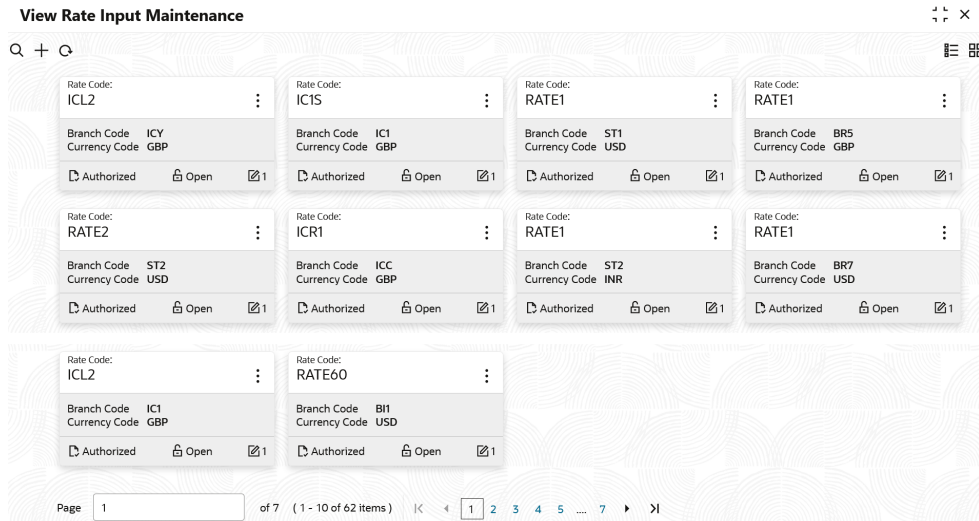 View Rate Input Maintenance
Rate Code: Rate Code: Rate Code: Rate Code:
ICL2 IC1S RATE1 RATE1
Branch Code ICY Branch Code IC1 Branch Code ST1 Branch Code BR5
Currency Code GBP Currency Code GBP Currency Code USD Currency Code GBP
Authorized Open 1 Authorized Open 1 Authorized Open 1 Authorized Open 1
Rate Code: Rate Code: Rate Code: Rate Code:
RATE2 ICR1 RATE1 RATE1
Branch Code ST2 Branch Code ICC Branch Code ST2 Branch Code BR7
Currency Code USD Currency Code GBP Currency Code INR Currency Code USD
Authorized Open 1 Authorized Open 1 Authorized Open 1 Authorized Open 1
Rate Code: Rate Code:
ICL2 RATE60
Branch Code IC1 Branch Code BI1
Currency Code GBP Currency Code USD
Authorized Open 1 Authorized Open 1
Page 1 of 7 ( 1 - 10 of 62 items ) 1 2 3 4 5 .... 7